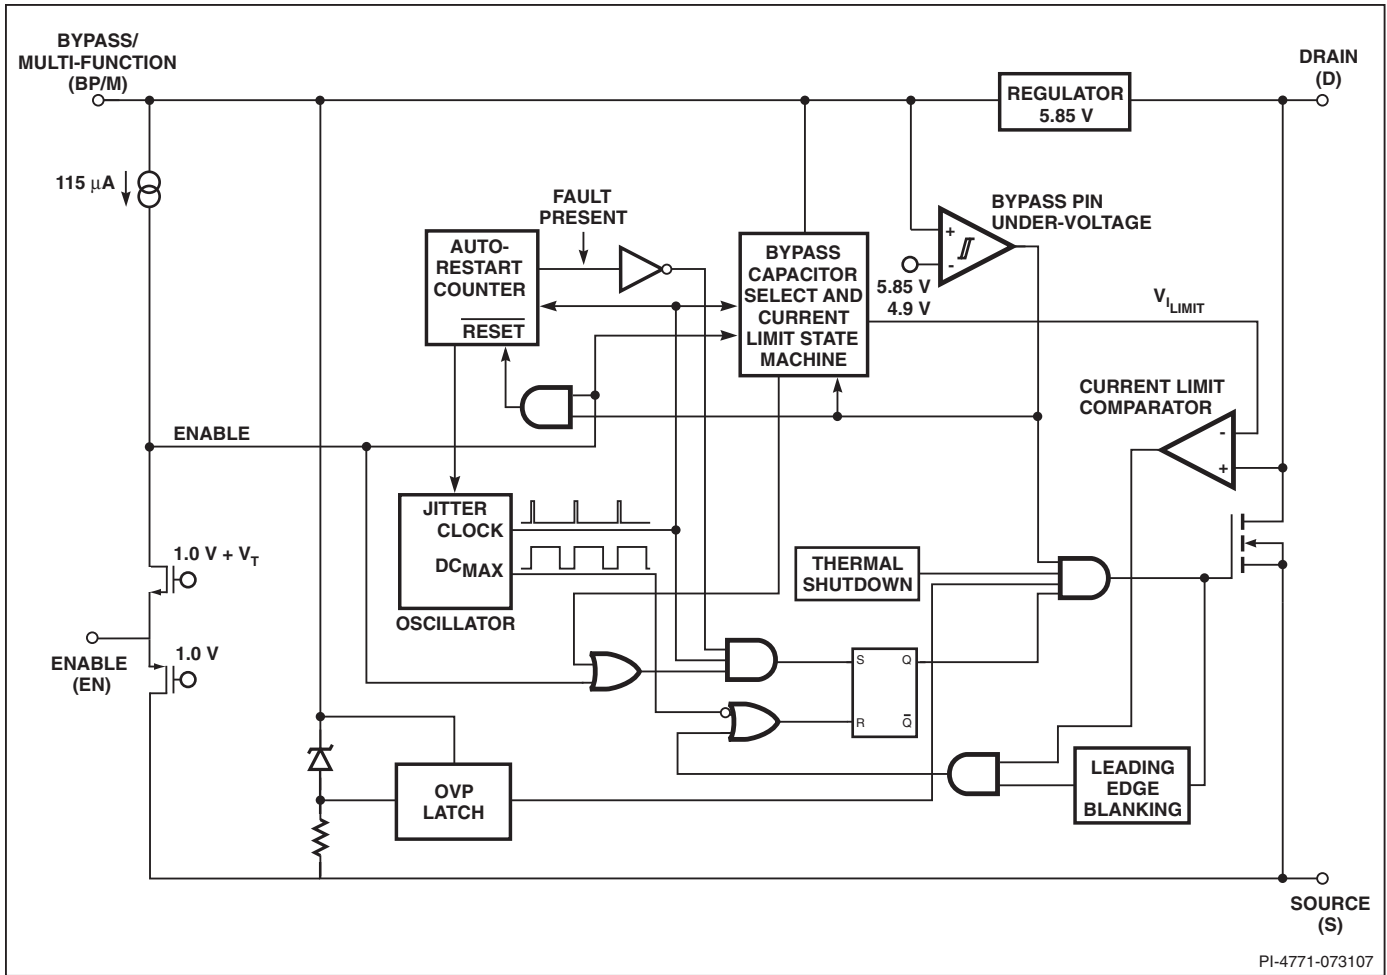 BYPASS/
MULTI-FUNCTION
(BP/M)
DRAIN
(D)
REGULATOR
5.85 V
115 μA
FAULT
PRESENT
BYPASS PIN
UNDER-VOLTAGE
+
-
5.85 V
4.9 V
AUTO-
RESTART
COUNTER
RESET
BYPASS
CAPACITOR
SELECT AND
CURRENT
LIMIT STATE
MACHINE
VILIMIT
CURRENT LIMIT
COMPARATOR
-
+
ENABLE
JITTER
CLOCK
DCMAX
OSCILLATOR
1.0 V + VT
THERMAL
SHUTDOWN
ENABLE
(EN)
1.0 V
S Q
R Q̅
OVP
LATCH
LEADING
EDGE
BLANKING
SOURCE
(S)
PI-4771-073107